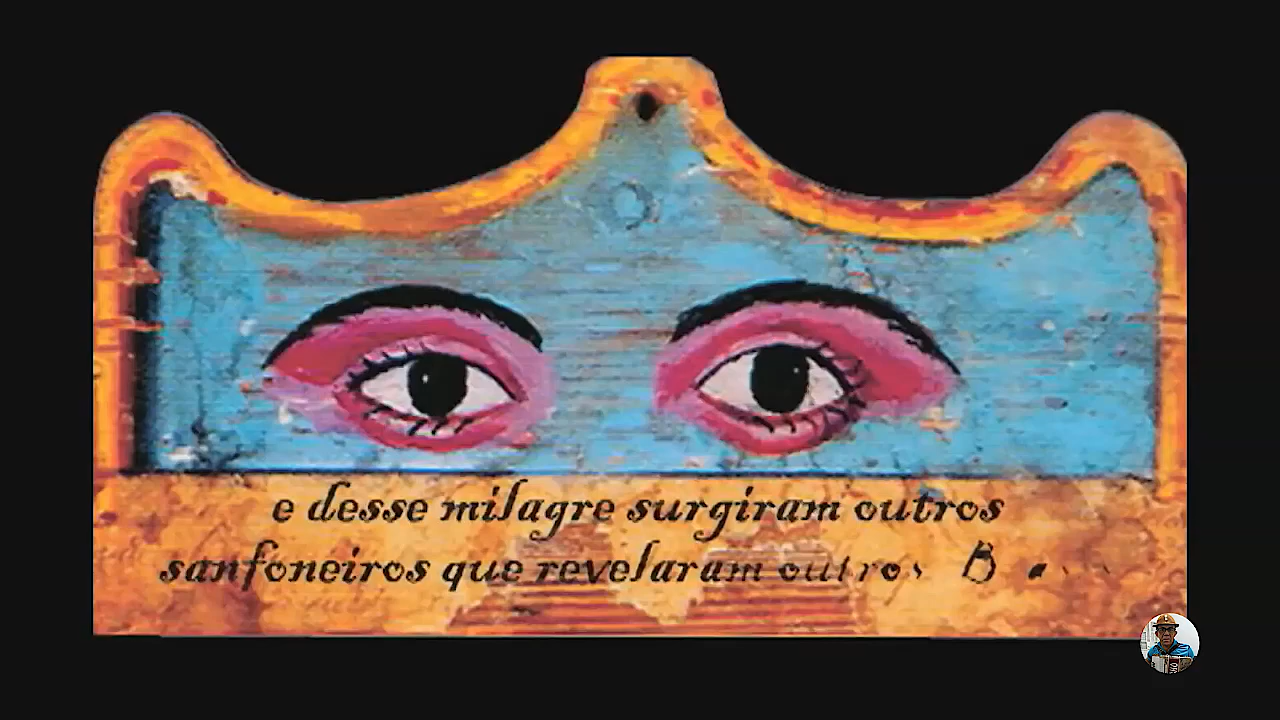 e desse milagre surgiram outros
sanfoneiros que revelaram outros B